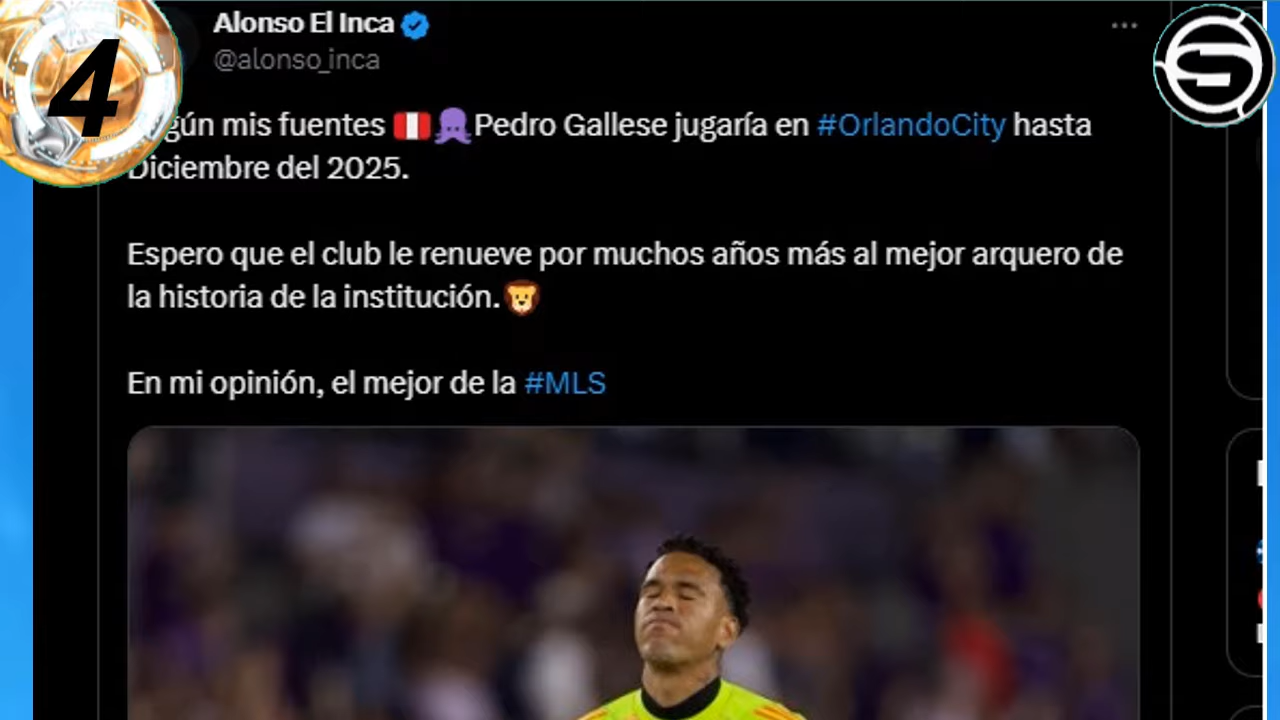 4
Alonso El Inca
@alonso_inca
gún mis fuentes 🇵🇪🐙Pedro Gallese jugaría en #OrlandoCity hasta
Diciembre del 2025.
Espero que el club le renueve por muchos años más al mejor arquero de
la historia de la institución.🦁
En mi opinión, el mejor de la #MLS